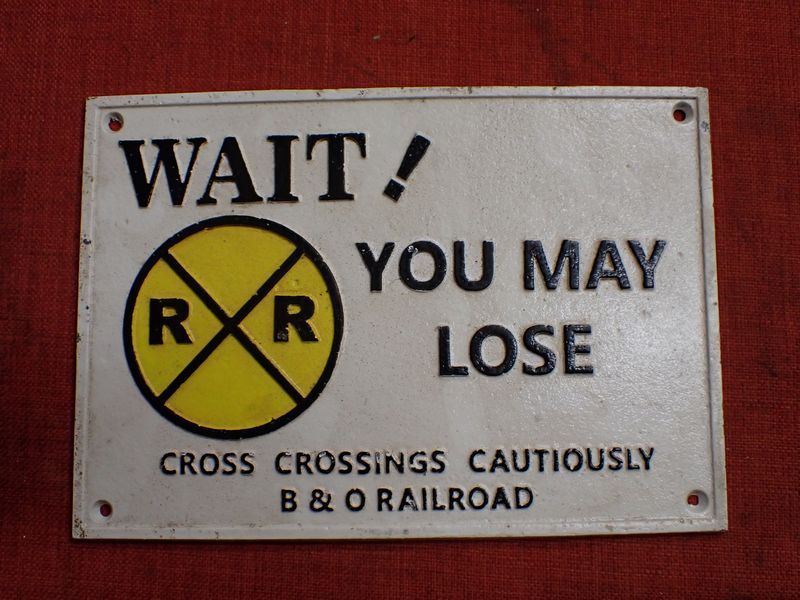 WAIT!
R R
YOU MAY
LOSE
CROSS CROSSINGS CAUTIOUSLY
B & O RAILROAD